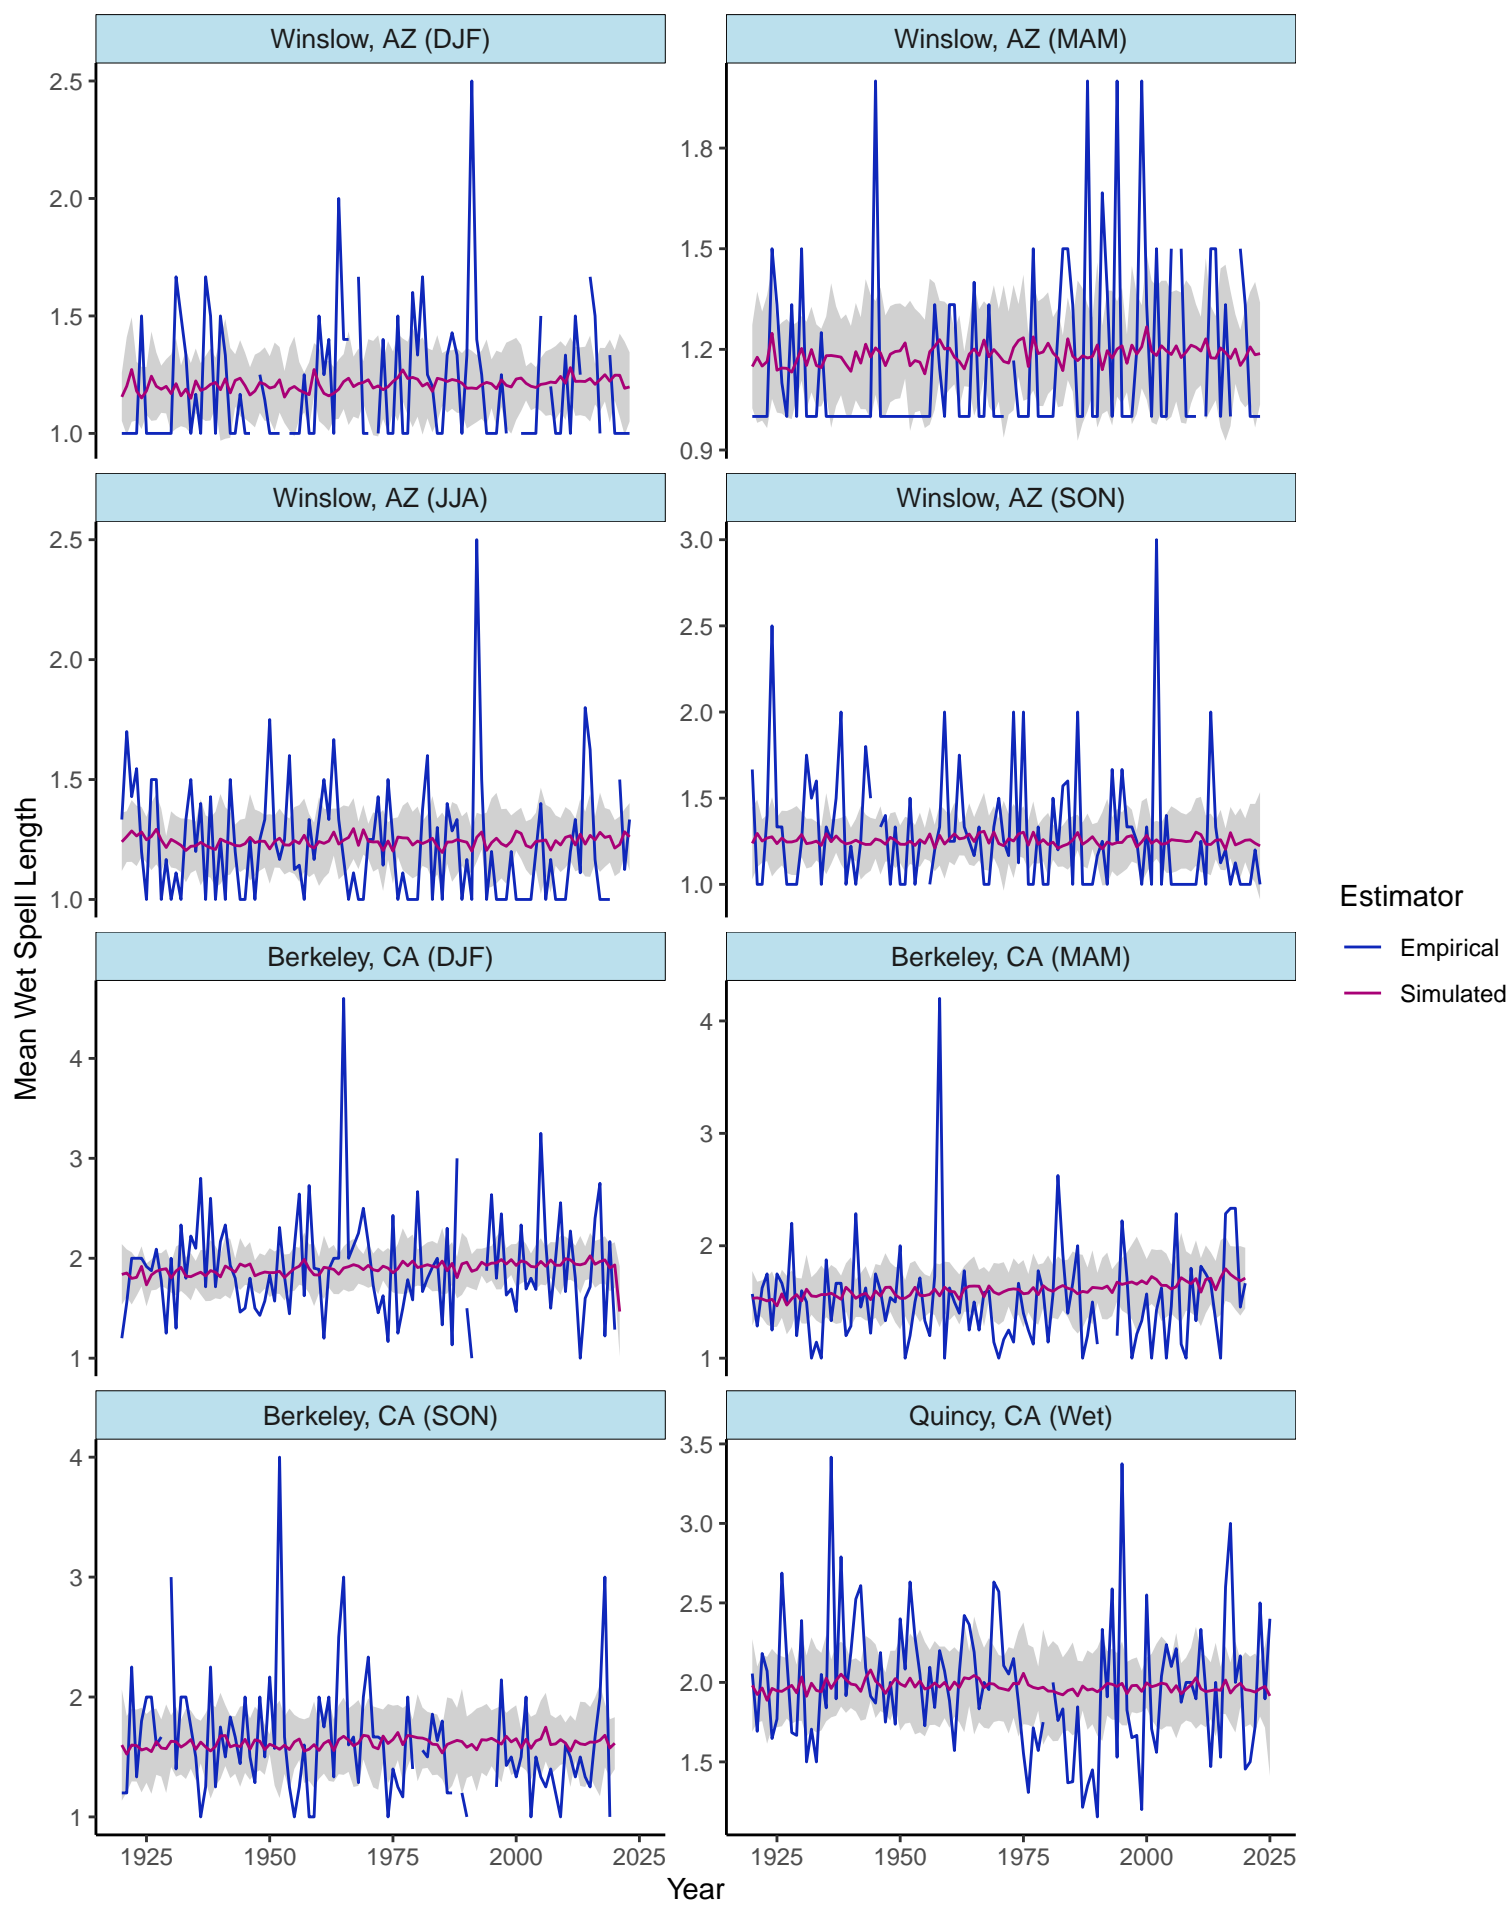 Winslow, AZ (DJF)
Winslow, AZ (MAM)
2.5
2.0
1.5
1.0
1.8
1.5
1.2
0.9
Winslow, AZ (JJA)
Winslow, AZ (SON)
2.5
2.0
1.5
1.0
3.0
2.5
2.0
1.5
1.0
Mean Wet Spell Length
Estimator
Empirical
Simulated
Berkeley, CA (DJF)
Berkeley, CA (MAM)
4
3
2
1
4
3
2
1
Berkeley, CA (SON)
Quincy, CA (Wet)
4
3
2
1
3.5
3.0
2.5
2.0
1.5
1925 1950 1975 2000 2025
1925 1950 1975 2000 2025
Year